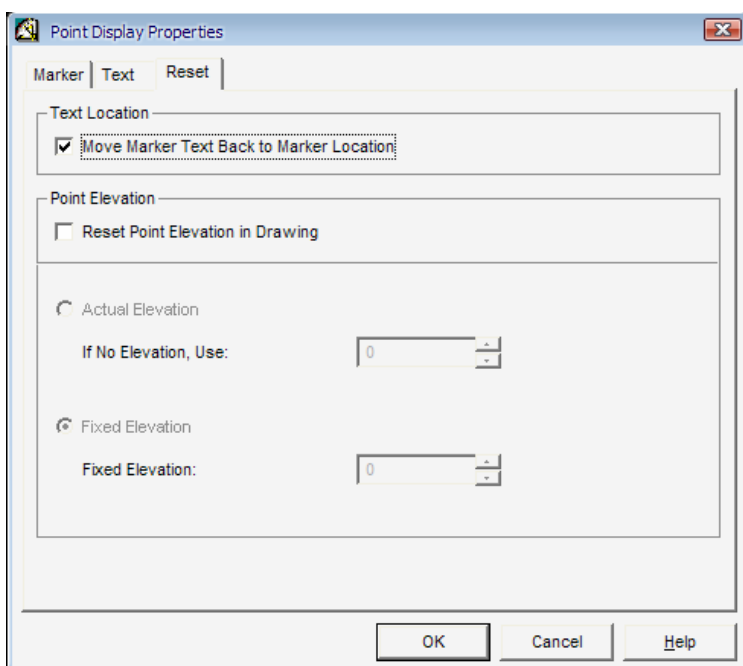 Point Display Properties
Marker Text Reset
Text Location
Move Marker Text Back to Marker Location
Point Elevation
Reset Point Elevation in Drawing
Actual Elevation
If No Elevation, Use: 0
Fixed Elevation
Fixed Elevation: 0
OK Cancel Help